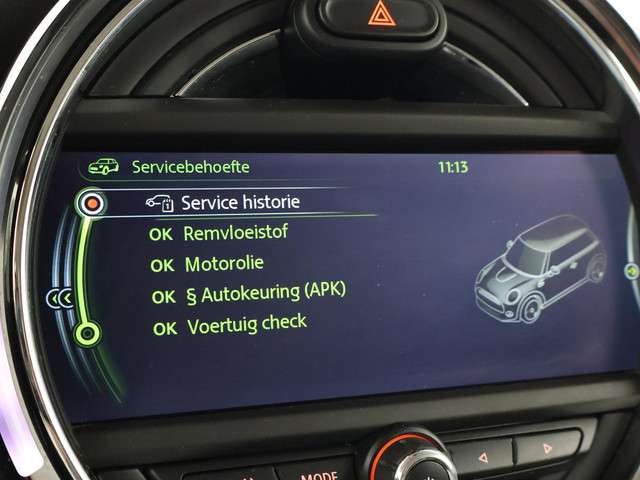 Servicebehoefte 11:13
Service historie
OK Remvloeistof
OK Motorolie
OK § Autokeuring (APK)
OK Voertuig check
MODE